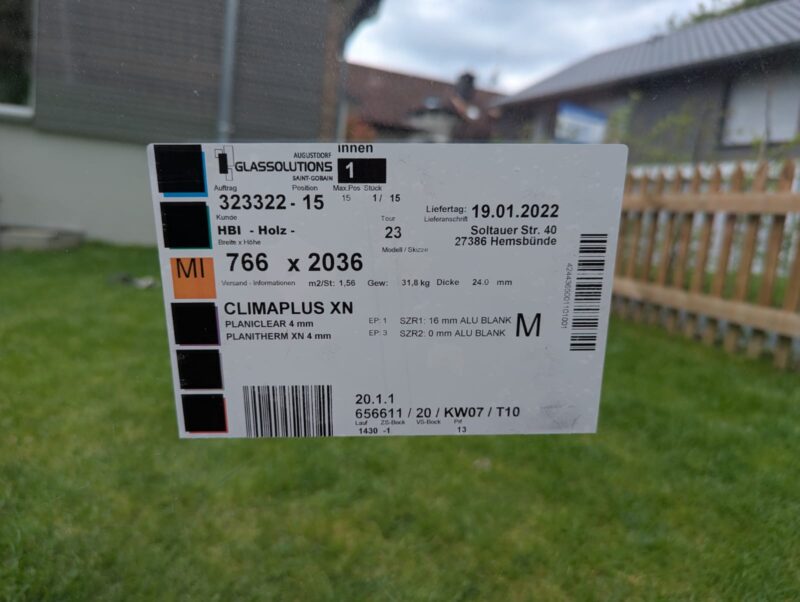 innen
AUGUSTDORF
GLASSOLUTIONS
SAINT-GOBAIN
1
Auftrag Position Max.Pos Stück
323322 - 15 15 1 / 15
Liefertag: 19.01.2022
Kunde Tour Lieferanschrift
HBI - Holz - 23 Soltauer Str. 40
27386 Hemsbünde
Breite x Höhe Modell / Skizze
MI 766 x 2036
Versand - Informationen m2/St: 1,56 Gew: 31,8 kg Dicke 24.0 mm
CLIMAPLUS XN
PLANICLEAR 4 mm EP: 1 SZR1: 16 mm ALU BLANK M
PLANITHERM XN 4 mm EP: 3 SZR2: 0 mm ALU BLANK
20.1.1
656611 / 20 / KW07 / T10
Lauf ZS-Bock VS-Bock Pif
1430 -1 13